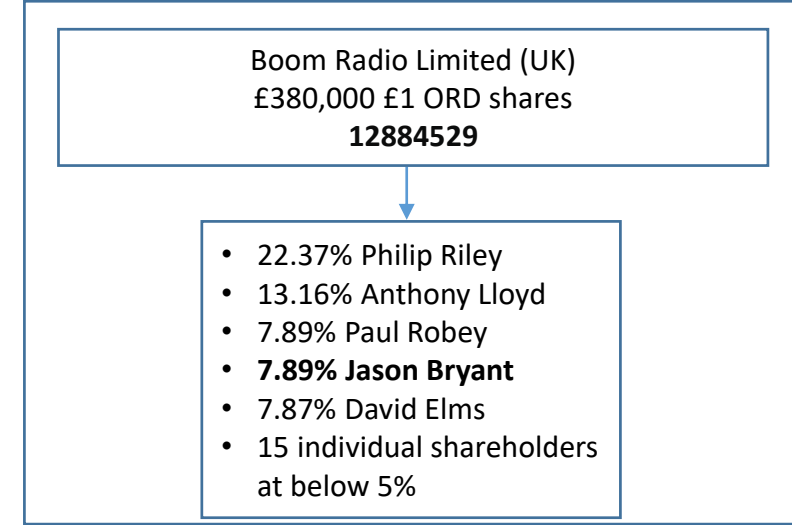 Boom Radio Limited (UK)
£380,000 £1 ORD shares
12884529
• 22.37% Philip Riley
• 13.16% Anthony Lloyd
• 7.89% Paul Robey
• 7.89% Jason Bryant
• 7.87% David Elms
• 15 individual shareholders
at below 5%